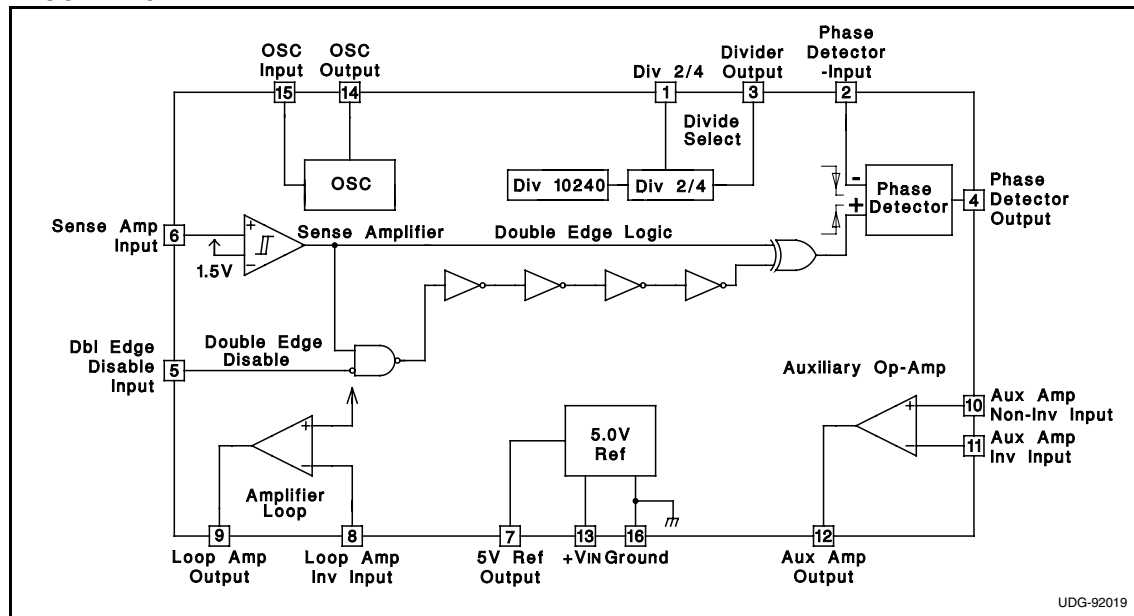 OSC
Input
OSC
Output
Div 2/4
Divider
Output
Phase
Detector
-Input
15
14
1
3
2
Divide
Select
OSC
Div 10240
Div 2/4
-
+
Phase
Detector
4
Phase
Detector
Output
Sense Amp
Input
6
+
-
1.5V
Sense Amplifier
Double Edge Logic
Dbl Edge
Disable
Input
5
Double Edge
Disable
Auxiliary Op-Amp
+
-
10
Aux Amp
Non-Inv Input
11
Aux Amp
Inv Input
+
-
Amplifier
Loop
5.0V
Ref
9
8
7
13
16
12
Loop Amp
Output
Loop Amp
Inv Input
5V Ref
Output
+VIN
Ground
Aux Amp
Output
UDG-92019